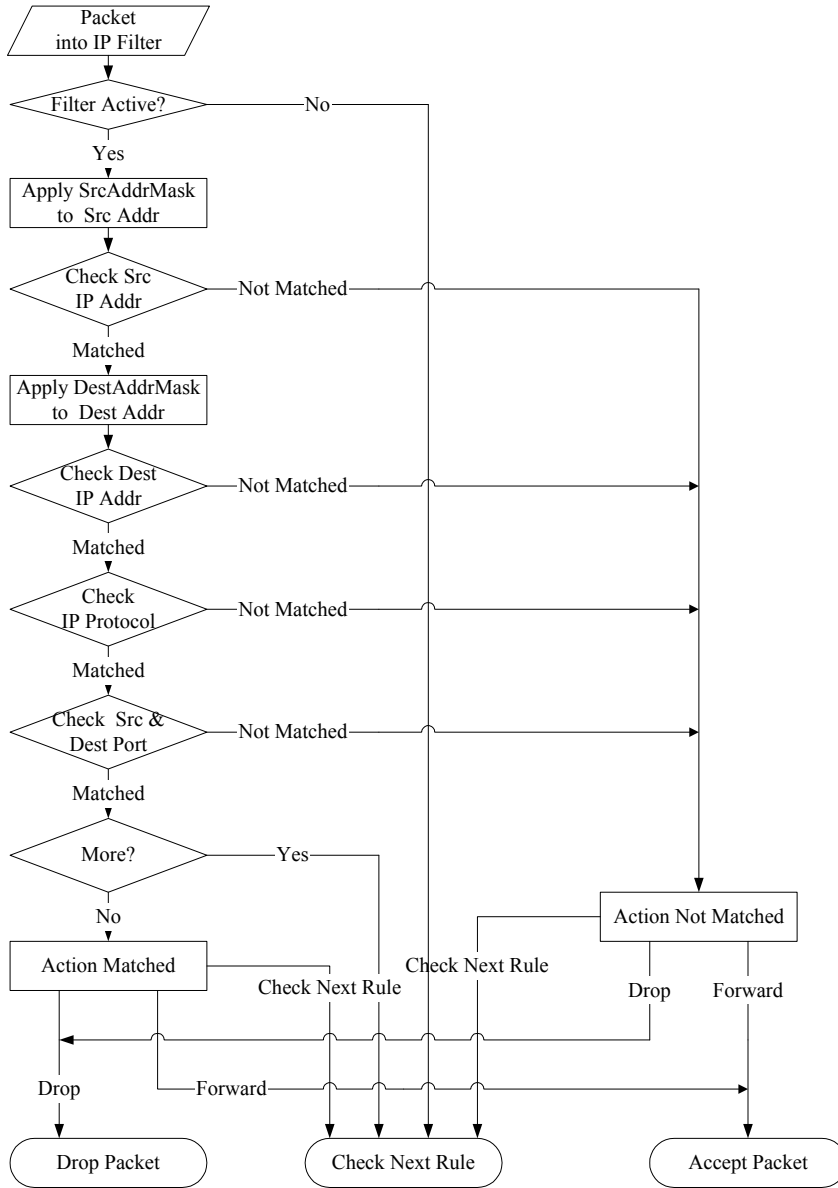 Packet
into IP Filter
Filter Active?
No
Yes
Apply SrcAddrMask
to Src Addr
Check Src
IP Addr
Not Matched
Matched
Apply DestAddrMask
to Dest Addr
Check Dest
IP Addr
Not Matched
Matched
Check
IP Protocol
Not Matched
Matched
Check Src &
Dest Port
Not Matched
Matched
More?
Yes
No
Action Not Matched
Action Matched
Check Next Rule
Check Next Rule
Drop
Forward
Drop
Forward
Drop Packet
Check Next Rule
Accept Packet